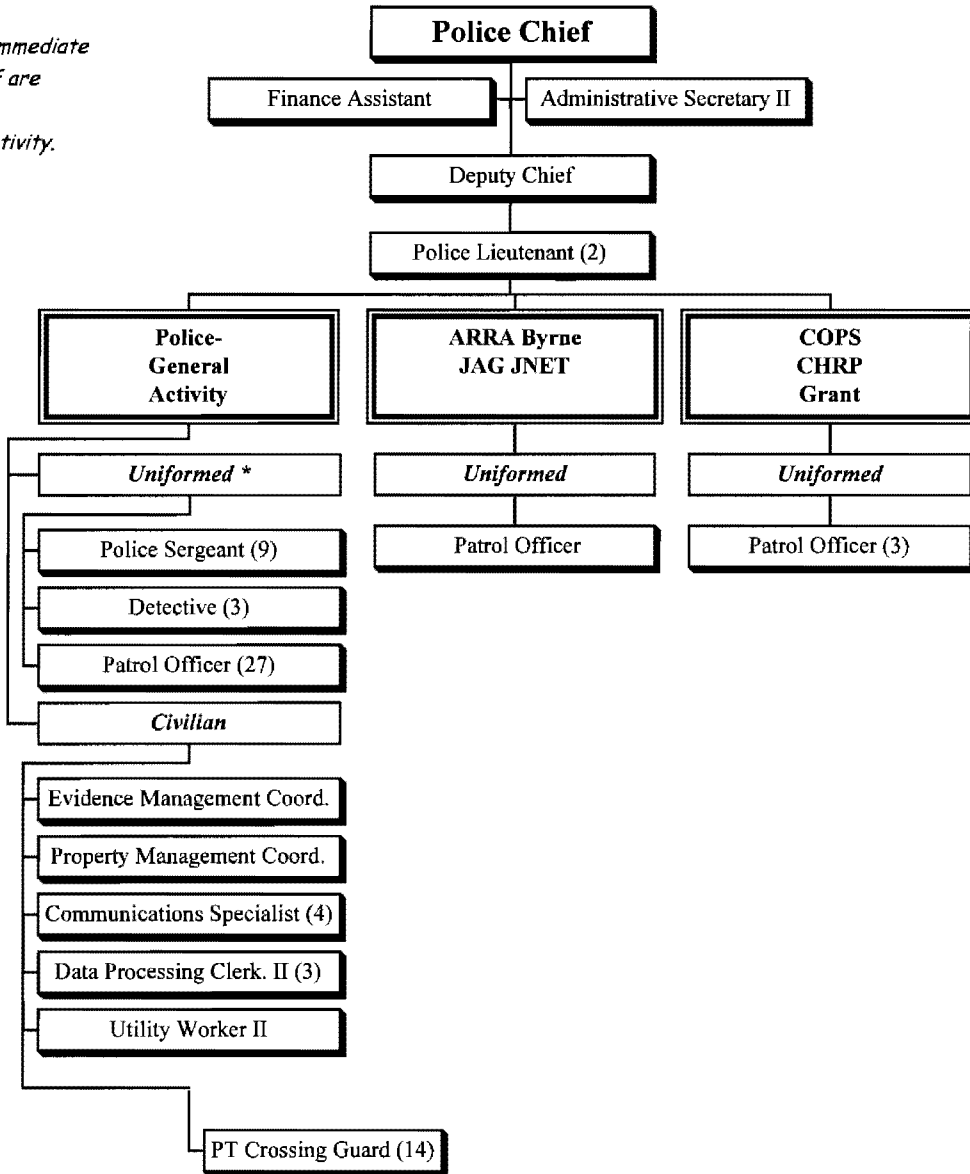 mmediate
are
tivity.
Police Chief
Finance Assistant
Administrative Secretary II
Deputy Chief
Police Lieutenant (2)
Police-
General
Activity
Uniformed *
Police Sergeant (9)
Detective (3)
Patrol Officer (27)
Civilian
Evidence Management Coord.
Property Management Coord.
Communications Specialist (4)
Data Processing Clerk. II (3)
Utility Worker II
PT Crossing Guard (14)
ARRA Byrne
JAG JNET
Uniformed
Patrol Officer
COPS
CHRP
Grant
Uniformed
Patrol Officer (3)